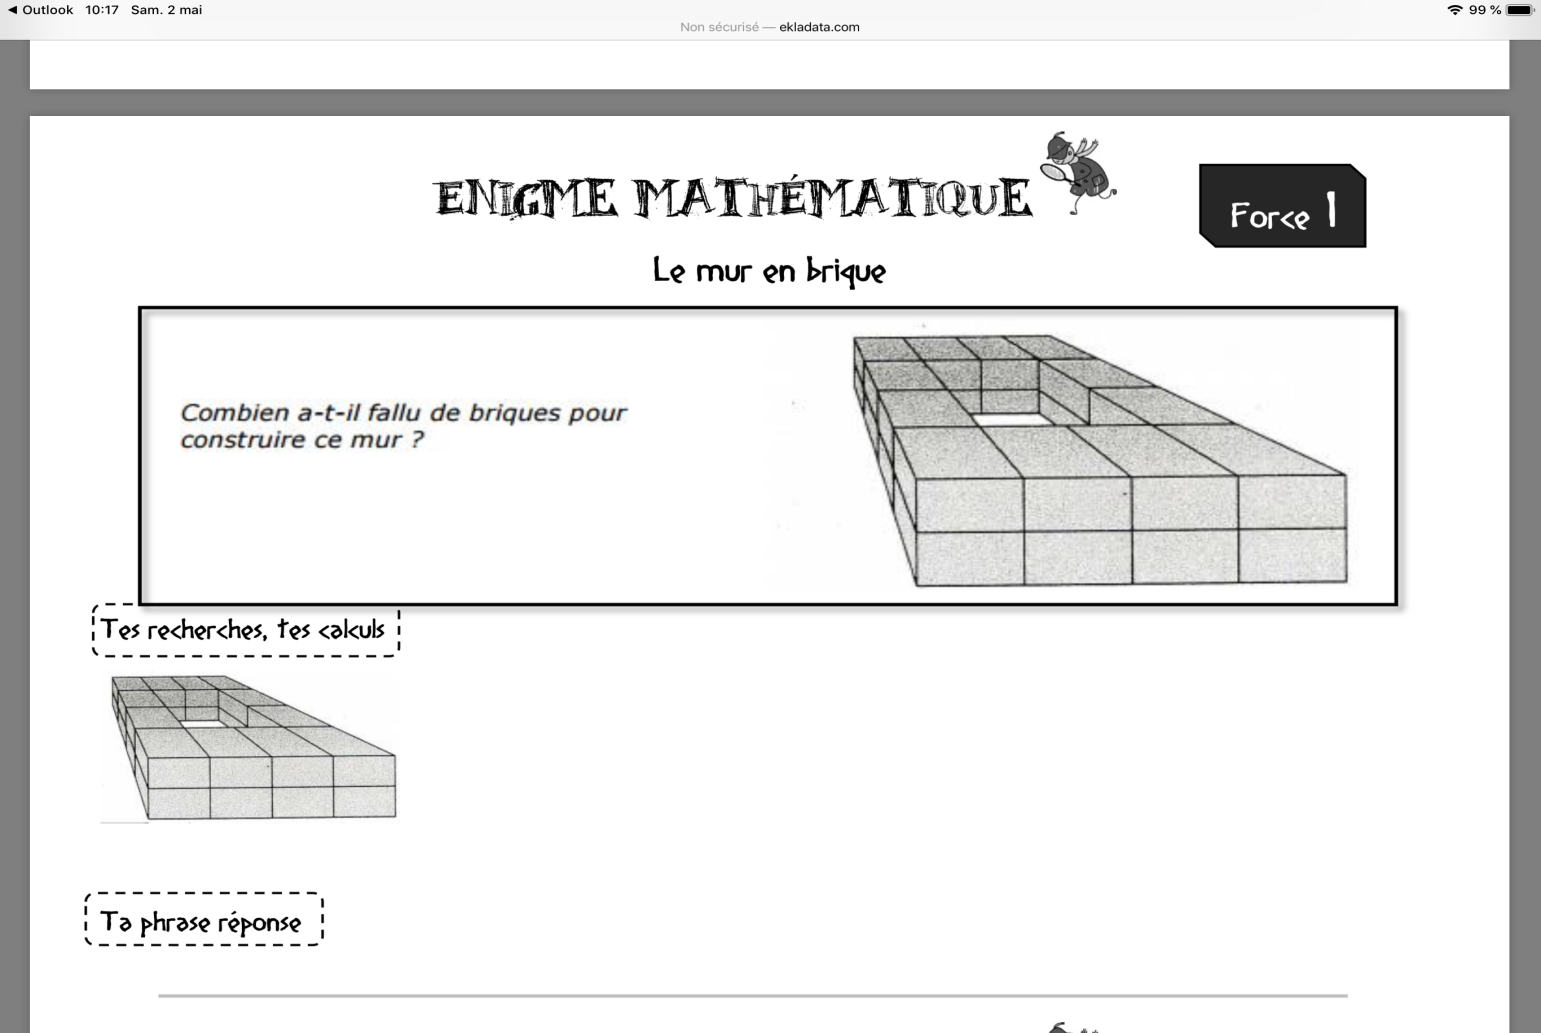 ◀ Outlook 10:17 Sam. 2 mai 99 %
Non sécurisé — ekladata.com
ENIGME MATHÉMATIQUE
Force 1
Le mur en brique
Combien a-t-il fallu de briques pour
construire ce mur ?
Tes recherches, tes calculs
Ta phrase réponse